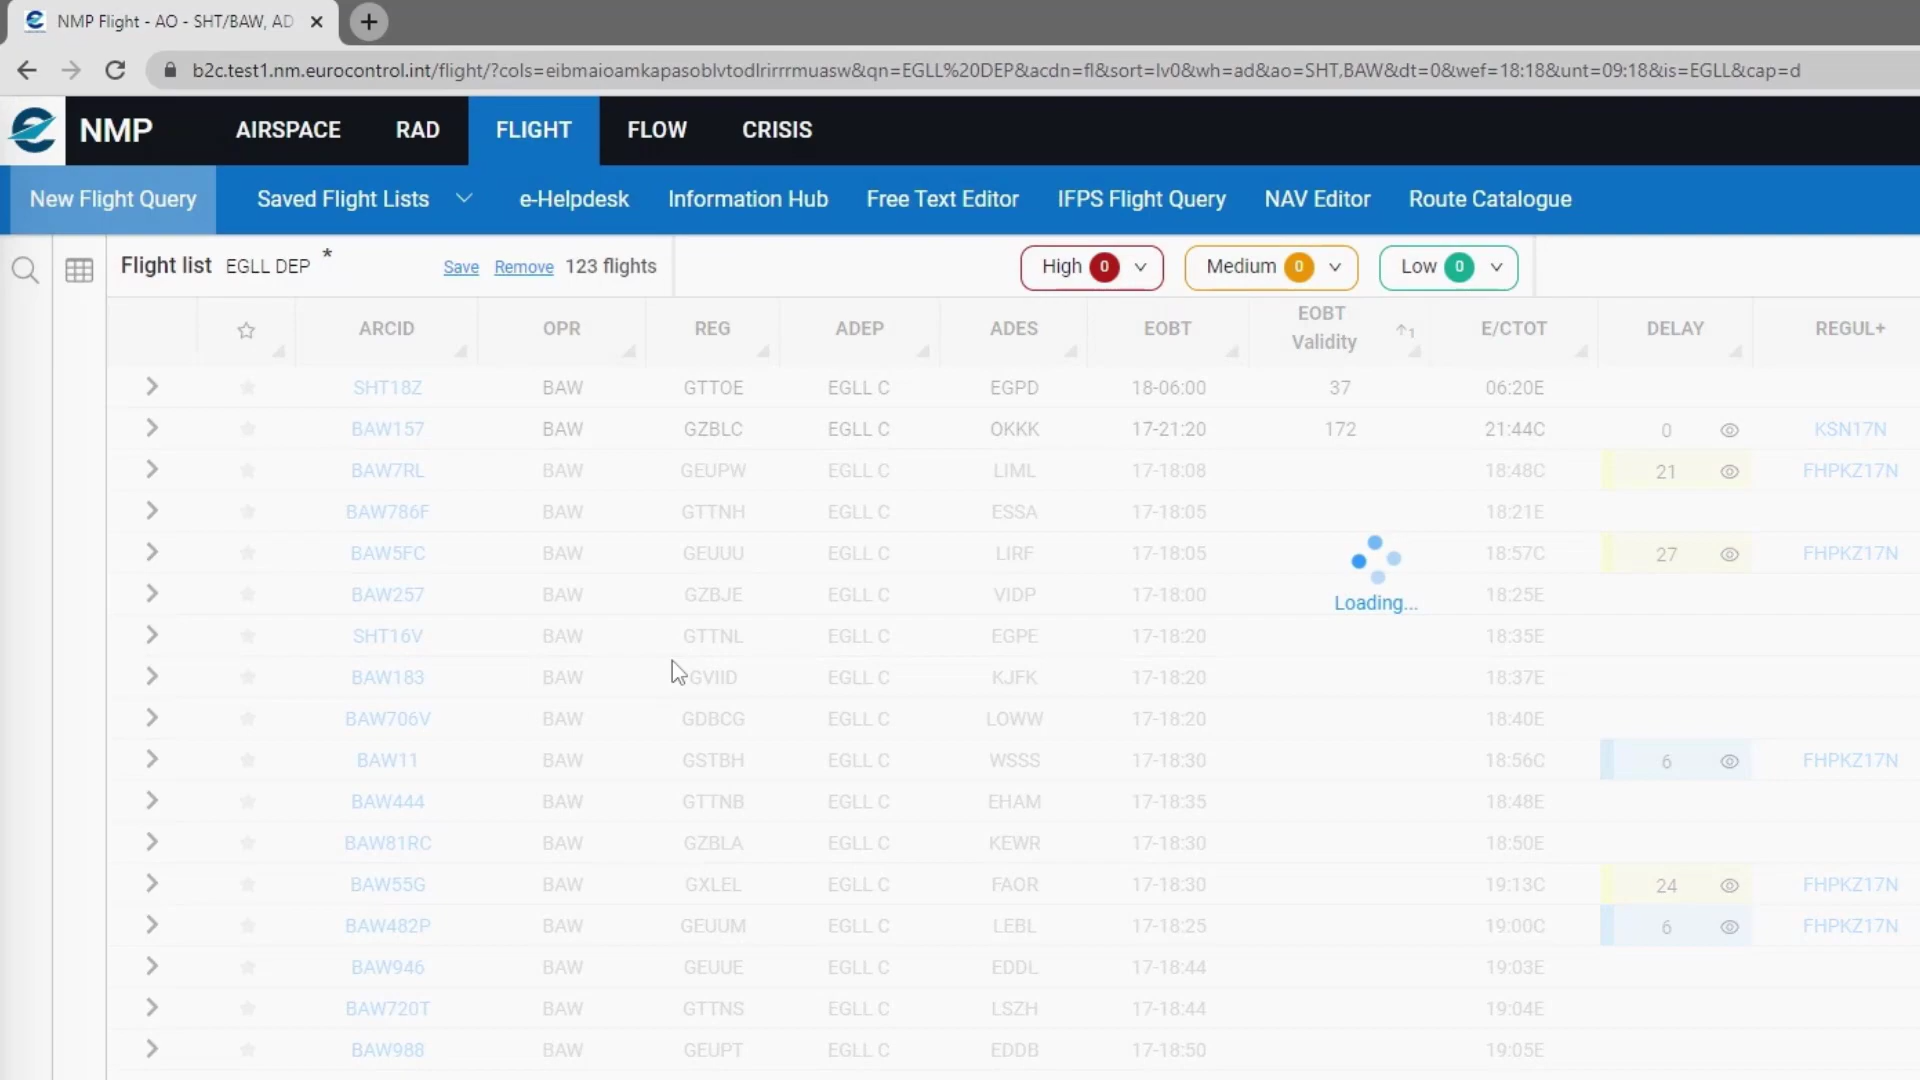 NMP Flight - AO - SHT/BAW, AD
b2c.test1.nm.eurocontrol.int/flight/?cols=eibmaioamkapasoblvtodlrirrrmuasw&qn=EGLL%20DEP&acdn=fl&sort=lv0&wh=ad&ao=SHT,BAW&dt=0&wef=18:18&unt=09:18&is=EGLL&cap=d
NMP AIRSPACE RAD FLIGHT FLOW CRISIS
New Flight Query Saved Flight Lists e-Helpdesk Information Hub Free Text Editor IFPS Flight Query NAV Editor Route Catalogue
Flight list EGLL DEP * Save Remove 123 flights High 0 Medium 0 Low 0
ARCID OPR REG ADEP ADES EOBT EOBT Validity ↑1 E/CTOT DELAY REGUL+
SHT18Z BAW GTTOE EGLL C EGPD 18-06:00 37 06:20E
BAW157 BAW GZBLC EGLL C OKKK 17-21:20 172 21:44C 0 KSN17N
BAW7RL BAW GEUPW EGLL C LIML 17-18:08 18:48C 21 FHPKZ17N
BAW786F BAW GTTNH EGLL C ESSA 17-18:05 18:21E
BAW5FC BAW GEUUU EGLL C LIRF 17-18:05 18:57C 27 FHPKZ17N
BAW257 BAW GZBJE EGLL C VIDP 17-18:00 18:25E
Loading...
SHT16V BAW GTTNL EGLL C EGPE 17-18:20 18:35E
BAW183 BAW GVIID EGLL C KJFK 17-18:20 18:37E
BAW706V BAW GDBCG EGLL C LOWW 17-18:20 18:40E
BAW11 BAW GSTBH EGLL C WSSS 17-18:30 18:56C 6 FHPKZ17N
BAW444 BAW GTTNB EGLL C EHAM 17-18:35 18:48E
BAW81RC BAW GZBLA EGLL C KEWR 17-18:30 18:50E
BAW55G BAW GXLEL EGLL C FAOR 17-18:30 19:13C 24 FHPKZ17N
BAW482P BAW GEUUM EGLL C LEBL 17-18:25 19:00C 6 FHPKZ17N
BAW946 BAW GEUUE EGLL C EDDL 17-18:44 19:03E
BAW720T BAW GTTNS EGLL C LSZH 17-18:44 19:04E
BAW988 BAW GEUPT EGLL C EDDB 17-18:50 19:05E